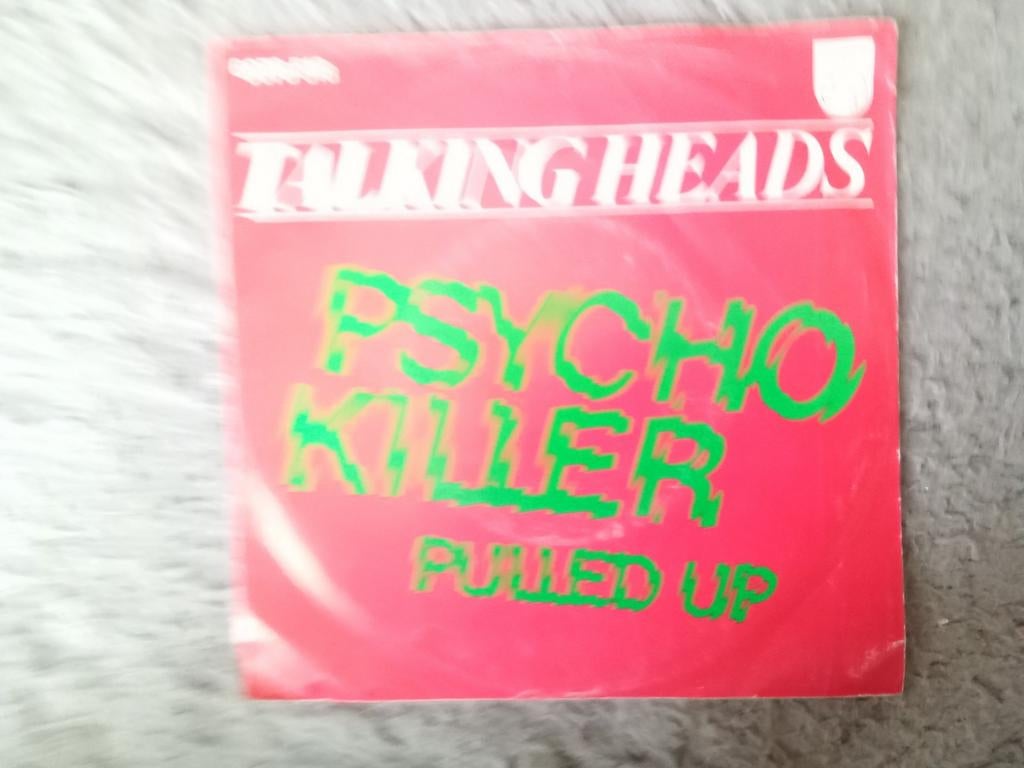 TALKING HEADS
PSYCHO
KILLER
PULLED UP